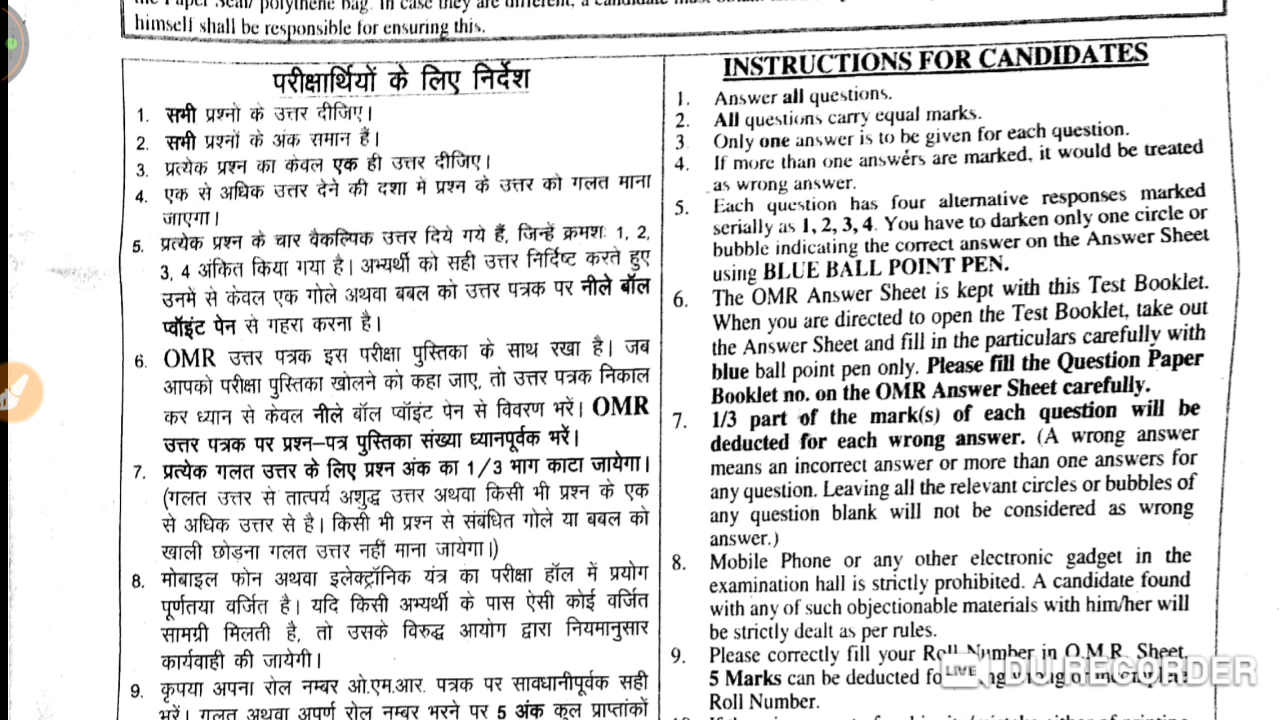 the Paper Seal/ polythene bag. In case they are different, a candidate must obtain
himself shall be responsible for ensuring this.
परीक्षार्थियों के लिए निर्देश
1. सभी प्रश्नो के उत्तर दीजिए।
2. सभी प्रश्नों के अंक समान हैं।
3. प्रत्येक प्रश्न का केवल एक ही उत्तर दीजिए।
4. एक से अधिक उत्तर देने की दशा मे प्रश्न के उत्तर को गलत माना
जाएगा।
5. प्रत्येक प्रश्न के चार वैकल्पिक उत्तर दिये गये हैं, जिन्हें क्रमशः 1, 2,
3, 4 अंकित किया गया है। अभ्यर्थी को सही उत्तर निर्दिष्ट करते हुए
उनमें से केवल एक गोले अथवा बबल को उत्तर पत्रक पर नीले बॉल
प्वॉइंट पेन से गहरा करना है।
6. OMR उत्तर पत्रक इस परीक्षा पुस्तिका के साथ रखा है। जब
आपको परीक्षा पुस्तिका खोलने को कहा जाए, तो उत्तर पत्रक निकाल
कर ध्यान से केवल नीले बॉल प्वॉइंट पेन से विवरण भरें। OMR
उत्तर पत्रक पर प्रश्न–पत्र पुस्तिका संख्या ध्यानपूर्वक भरें।
7. प्रत्येक गलत उत्तर के लिए प्रश्न अंक का 1/3 भाग काटा जायेगा।
(गलत उत्तर से तात्पर्य अशुद्ध उत्तर अथवा किसी भी प्रश्न के एक
से अधिक उत्तर से है। किसी भी प्रश्न से संबंधित गोले या बबल को
खाली छोड़ना गलत उत्तर नहीं माना जायेगा।)
8. मोबाइल फोन अथवा इलेक्ट्रॉनिक यंत्र का परीक्षा हॉल में प्रयोग
पूर्णतया वर्जित है। यदि किसी अभ्यर्थी के पास ऐसी कोई वर्जित
सामग्री मिलती है, तो उसके विरुद्ध आयोग द्वारा नियमानुसार
कार्यवाही की जायेगी।
9. कृपया अपना रोल नम्बर ओ.एम.आर. पत्रक पर सावधानीपूर्वक सही
भरें। गलत अथवा अपूर्ण रोल नम्बर भरने पर 5 अंक कुल प्राप्तांकों
INSTRUCTIONS FOR CANDIDATES
1. Answer all questions.
2. All questions carry equal marks.
3. Only one answer is to be given for each question.
4. If more than one answers are marked, it would be treated
as wrong answer.
5. Each question has four alternative responses marked
serially as 1, 2, 3, 4. You have to darken only one circle or
bubble indicating the correct answer on the Answer Sheet
using BLUE BALL POINT PEN.
6. The OMR Answer Sheet is kept with this Test Booklet.
When you are directed to open the Test Booklet, take out
the Answer Sheet and fill in the particulars carefully with
blue ball point pen only. Please fill the Question Paper
Booklet no. on the OMR Answer Sheet carefully.
7. 1/3 part of the mark(s) of each question will be
deducted for each wrong answer. (A wrong answer
means an incorrect answer or more than one answers for
any question. Leaving all the relevant circles or bubbles of
any question blank will not be considered as wrong
answer.)
8. Mobile Phone or any other electronic gadget in the
examination hall is strictly prohibited. A candidate found
with any of such objectionable materials with him/her will
be strictly dealt as per rules.
9. Please correctly fill your Roll Number in O.M.R. Sheet.
5 Marks can be deducted for filling wrong or incomplete
Roll Number.
LIVE DU RECORDER